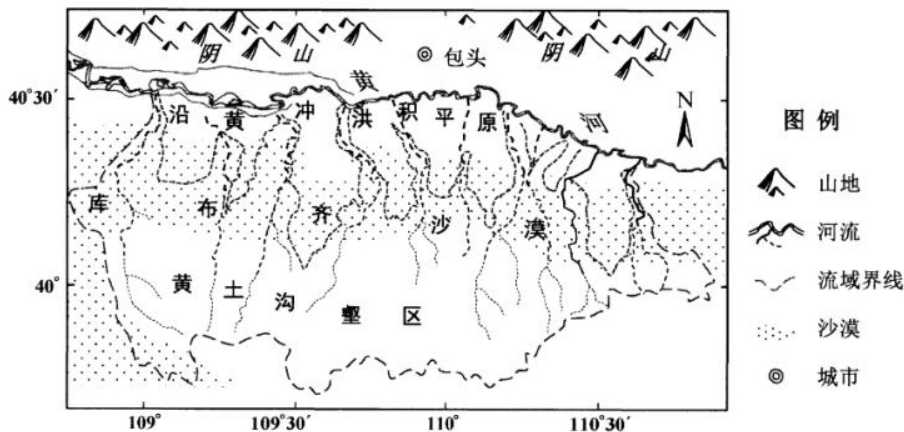 阴 山 包头 阴 山
黄
40°30′ 沿 黄 冲 洪 积 平 原 河
N
库 布 齐 沙 漠
40° 黄 土 沟 壑 区
109° 109°30′ 110° 110°30′
图 例
山地
河流
流域界线
沙漠
城市